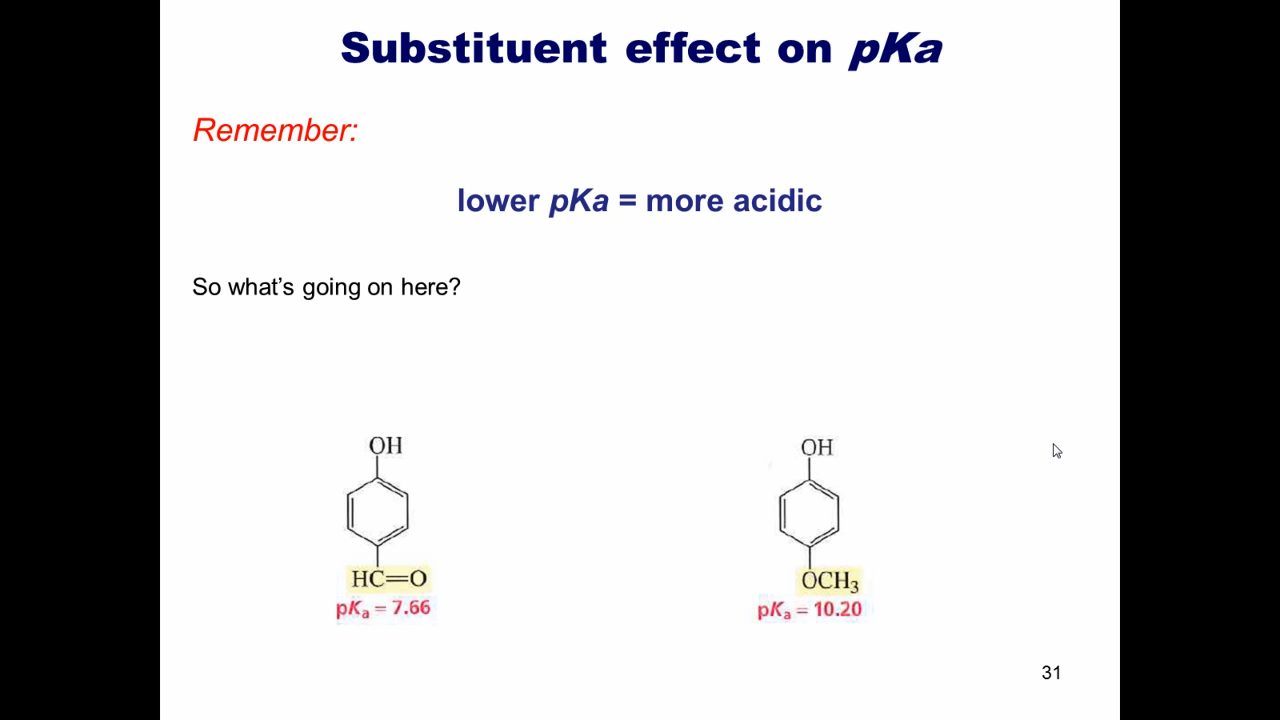 Substituent effect on pKa
Remember:
lower pKa = more acidic
So what’s going on here?
OH
OH
HC=O
OCH₃
pKₐ = 7.66
pKₐ = 10.20
31